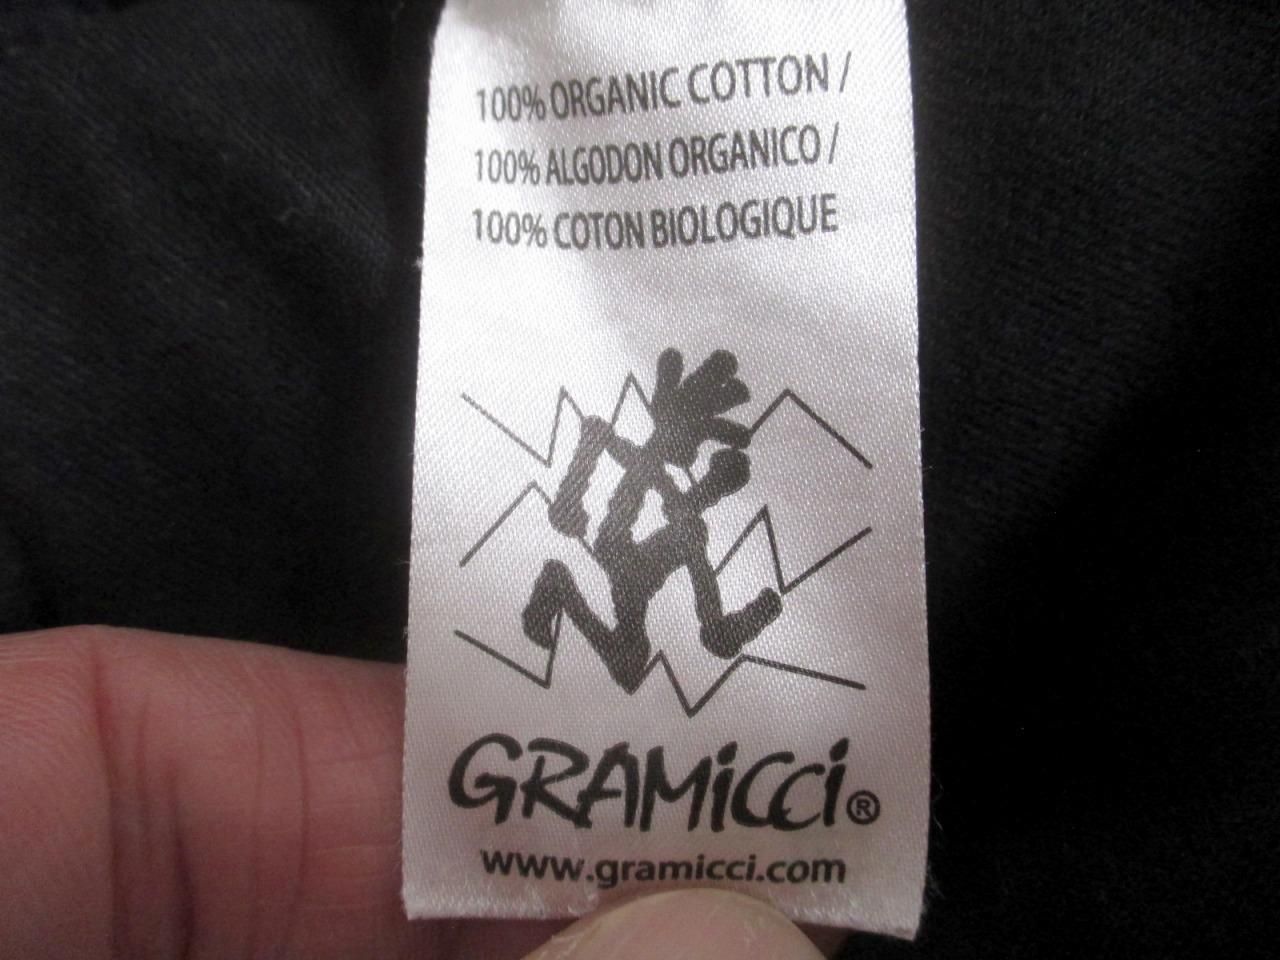 100% ORGANIC COTTON /
100% ALGODON ORGANICO /
100% COTON BIOLOGIQUE
GRAMiCCi®
www.gramicci.com